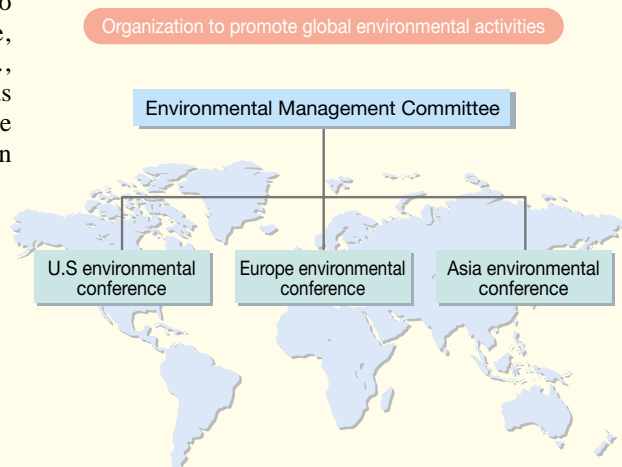 Organization to promote global environmental activities
Environmental Management Committee
U.S environmental
conference
Europe environmental
conference
Asia environmental
conference